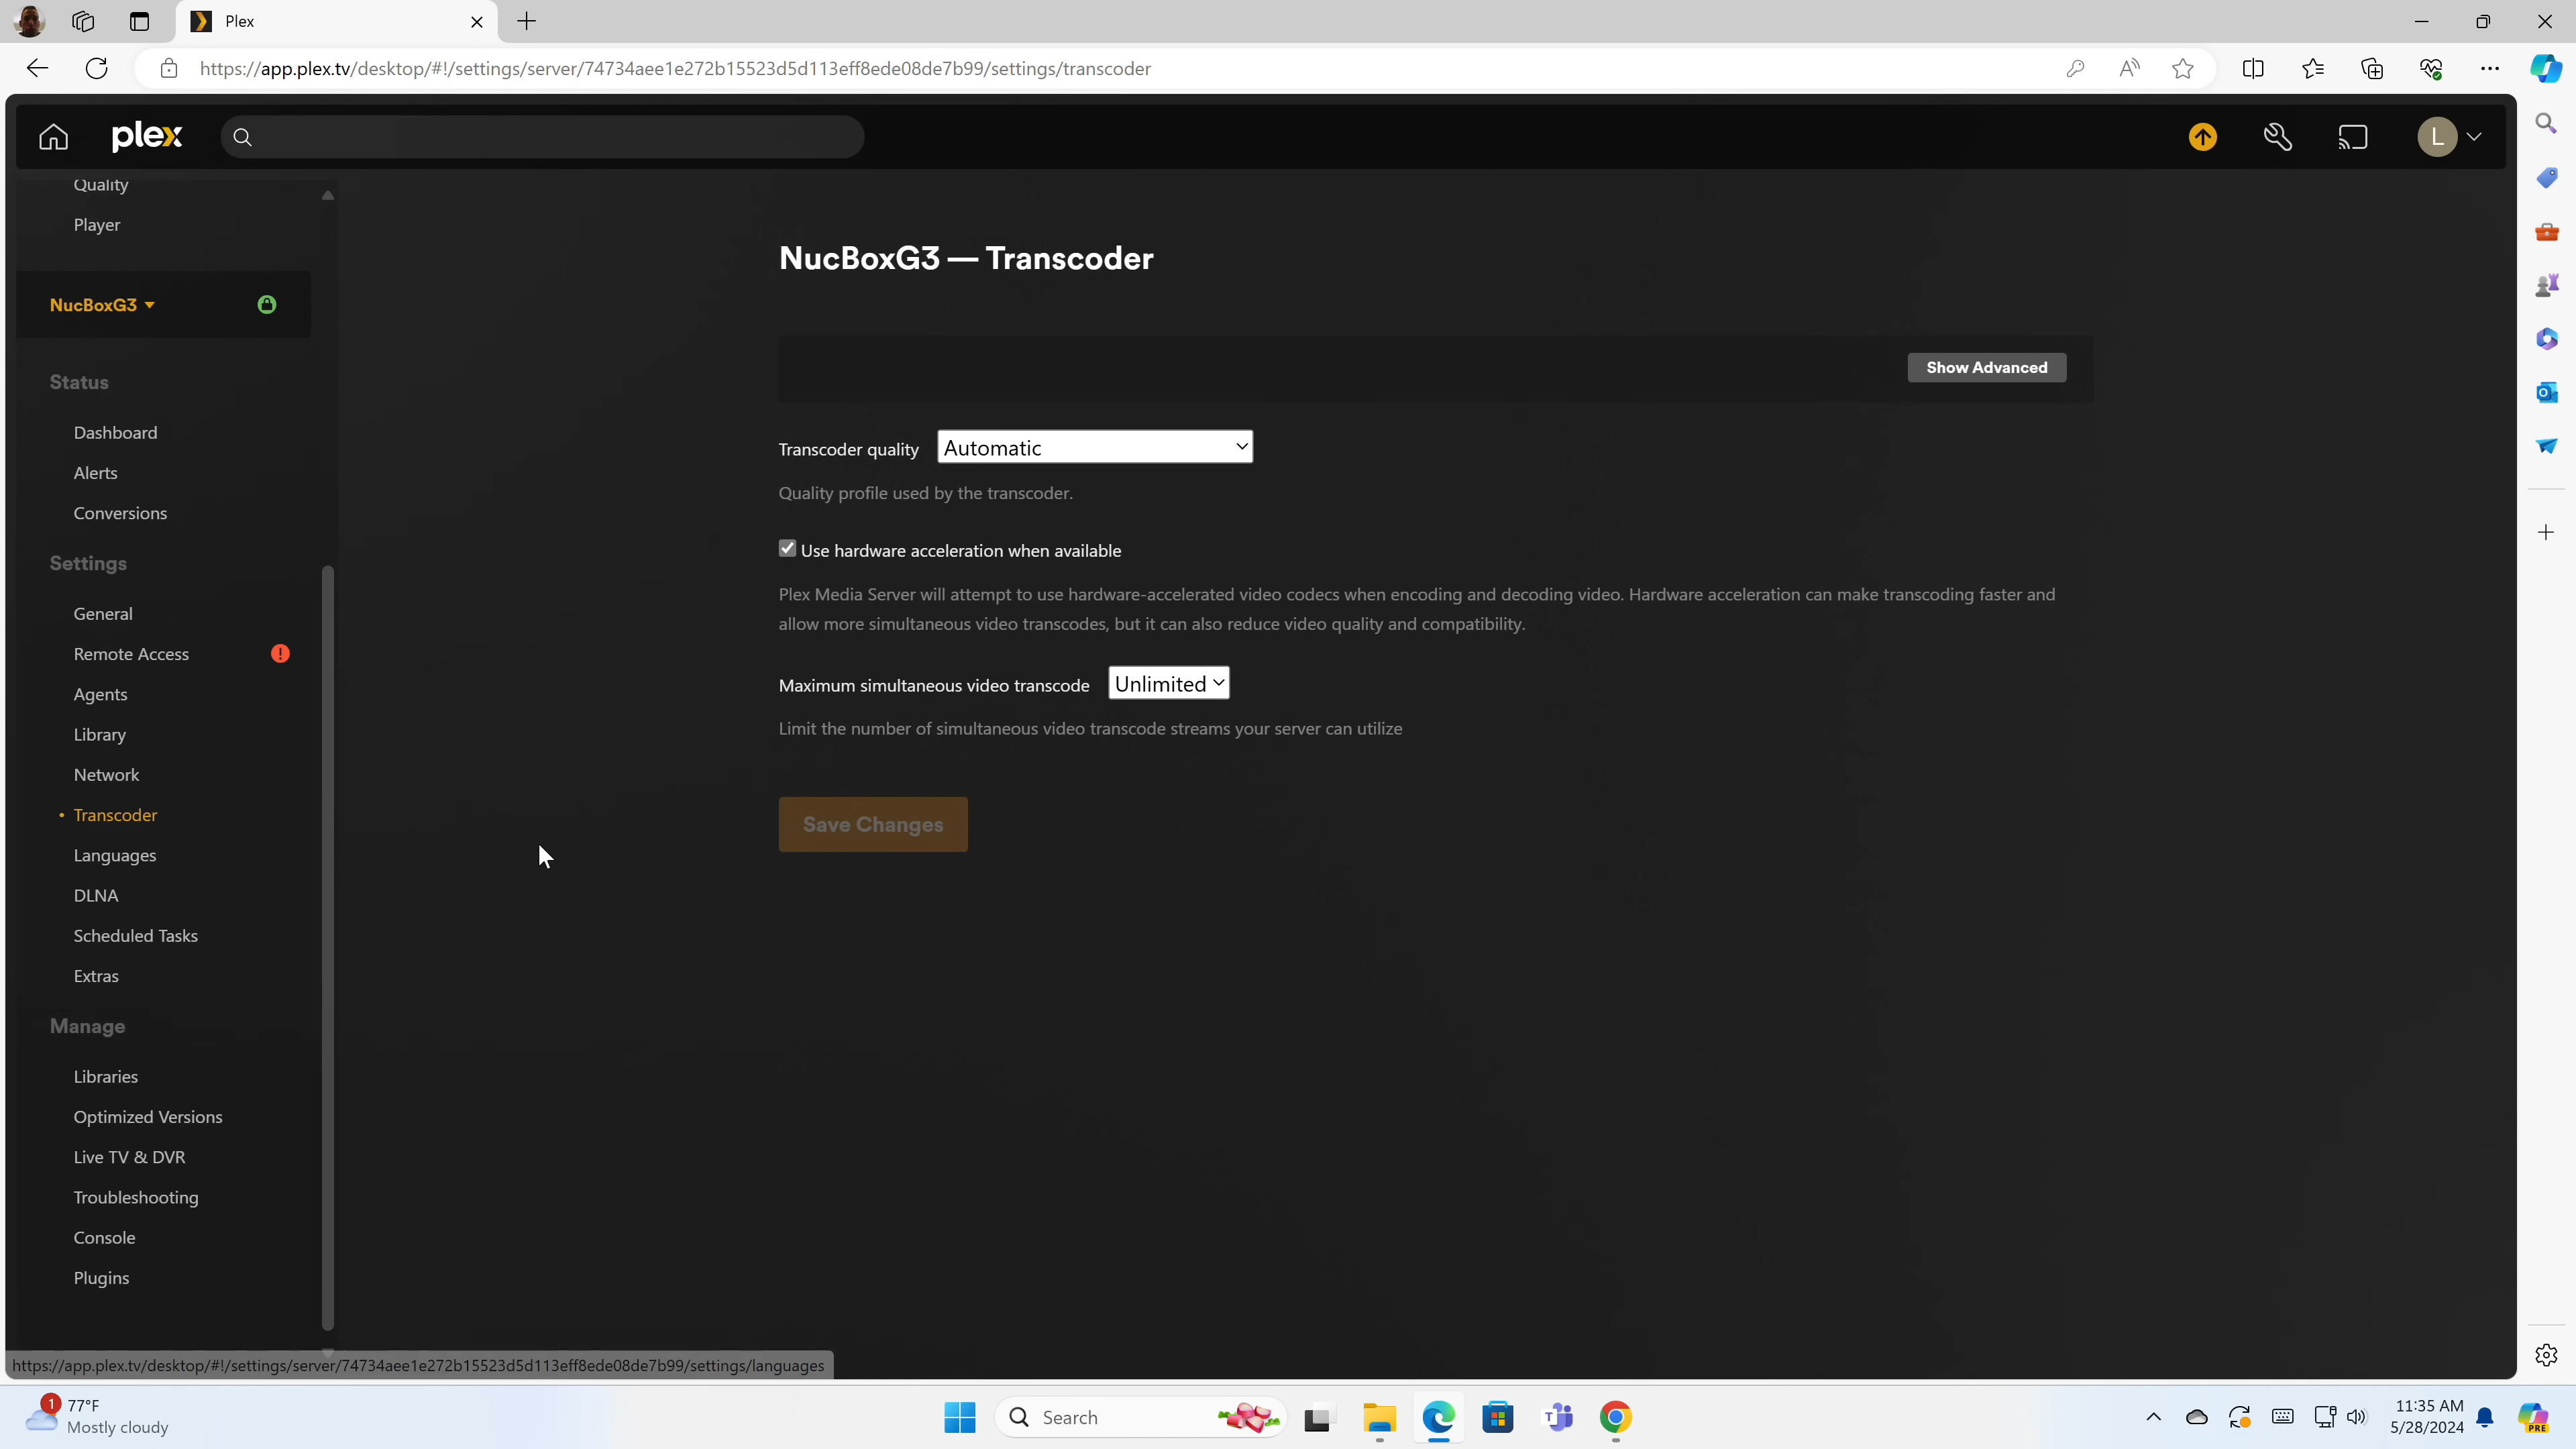 Plex
https://app.plex.tv/desktop/#!/settings/server/74734aee1e272b15523d5d113eff8ede08de7b99/settings/transcoder
plex
L
Quality
Player
NucBoxG3
Status
Dashboard
Alerts
Conversions
Settings
General
Remote Access
Agents
Library
Network
Transcoder
Languages
DLNA
Scheduled Tasks
Extras
Manage
Libraries
Optimized Versions
Live TV & DVR
Troubleshooting
Console
Plugins
NucBoxG3 — Transcoder
Show Advanced
Transcoder quality Automatic
Quality profile used by the transcoder.
Use hardware acceleration when available
Plex Media Server will attempt to use hardware-accelerated video codecs when encoding and decoding video. Hardware acceleration can make transcoding faster and
allow more simultaneous video transcodes, but it can also reduce video quality and compatibility.
Maximum simultaneous video transcode Unlimited
Limit the number of simultaneous video transcode streams your server can utilize
Save Changes
https://app.plex.tv/desktop/#!/settings/server/74734aee1e272b15523d5d113eff8ede08de7b99/settings/languages
1
77°F
Mostly cloudy
Search
11:35 AM
5/28/2024
PRE